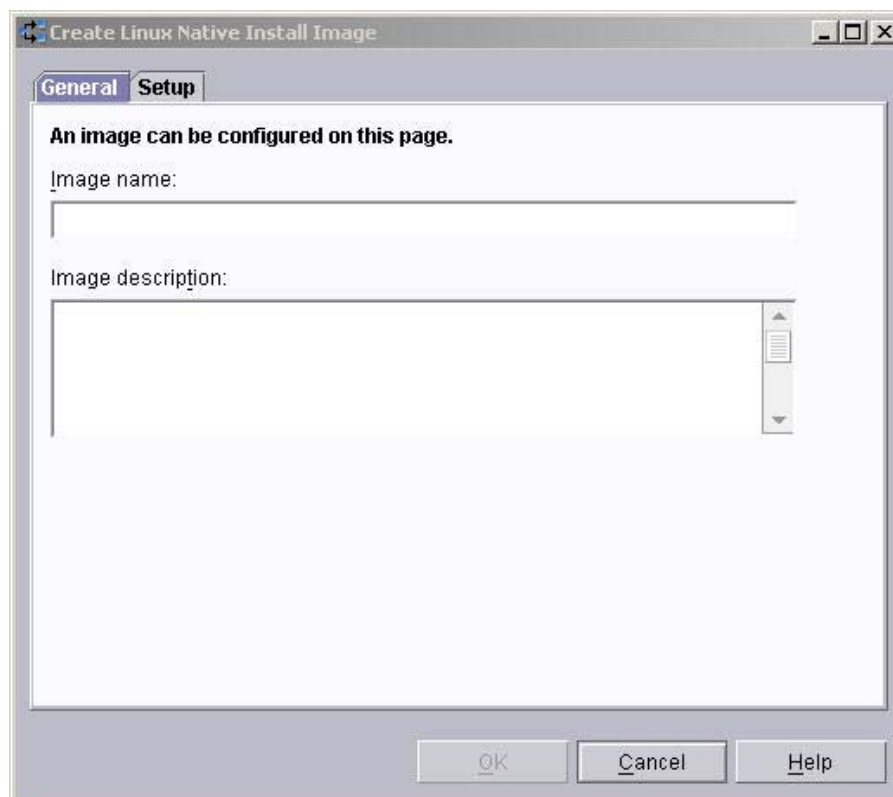 Create Linux Native Install Image
General Setup
An image can be configured on this page.
Image name:
Image description:
OK Cancel Help